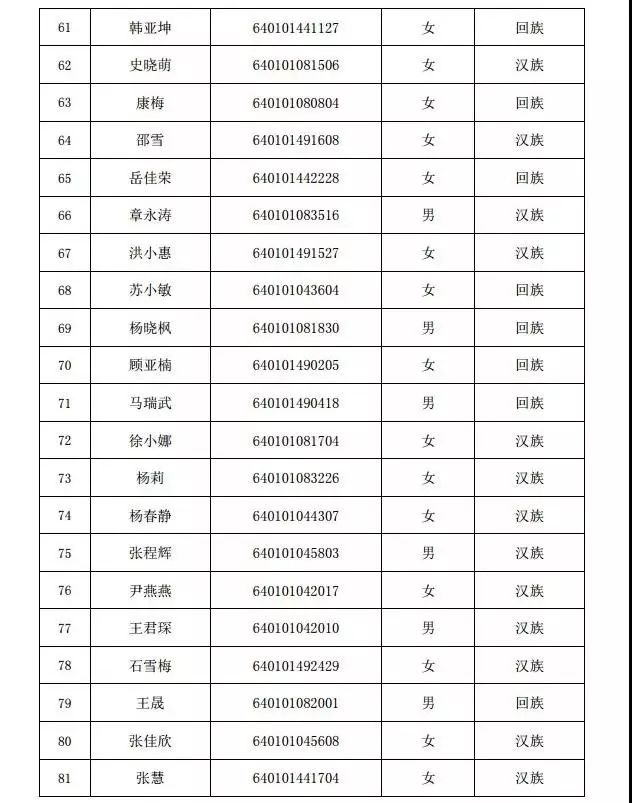 61 韩亚坤 640101441127 女 回族
62 史晓萌 640101081506 女 汉族
63 康梅 640101080804 女 回族
64 邵雪 640101491608 女 汉族
65 岳佳荣 640101442228 女 回族
66 章永涛 640101083516 男 汉族
67 洪小惠 640101491527 女 汉族
68 苏小敏 640101043604 女 回族
69 杨晓枫 640101081830 男 回族
70 顾亚楠 640101490205 女 回族
71 马瑞武 640101490418 男 回族
72 徐小娜 640101081704 女 汉族
73 杨莉 640101083226 女 汉族
74 杨春静 640101044307 女 汉族
75 张程辉 640101045803 男 汉族
76 尹燕燕 640101042017 女 汉族
77 王君琛 640101042010 男 汉族
78 石雪梅 640101492429 女 汉族
79 王晟 640101082001 男 回族
80 张佳欣 640101045608 女 汉族
81 张慧 640101441704 女 汉族